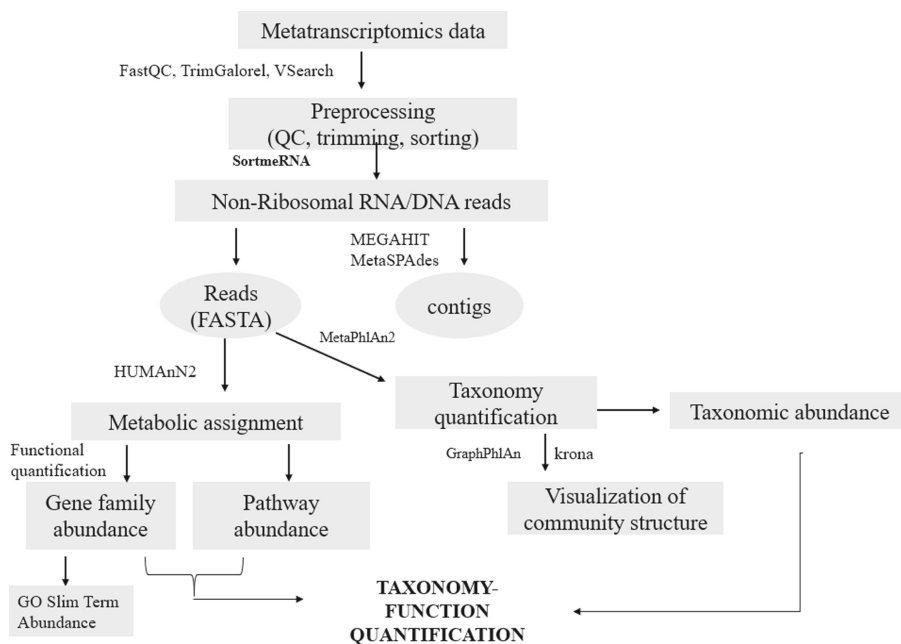 Metatranscriptomics data
FastQC, TrimGalorel, VSearch
Preprocessing
(QC, trimming, sorting)
SortmeRNA
Non-Ribosomal RNA/DNA reads
MEGAHIT
MetaSPAdes
Reads
(FASTA)
contigs
MetaPhlAn2
HUMAnN2
Taxonomy
quantification
Taxonomic abundance
Metabolic assignment
Functional
quantification
GraphPhlAn
krona
Gene family
abundance
Pathway
abundance
Visualization of
community structure
GO Slim Term
Abundance
TAXONOMY-
FUNCTION
QUANTIFICATION